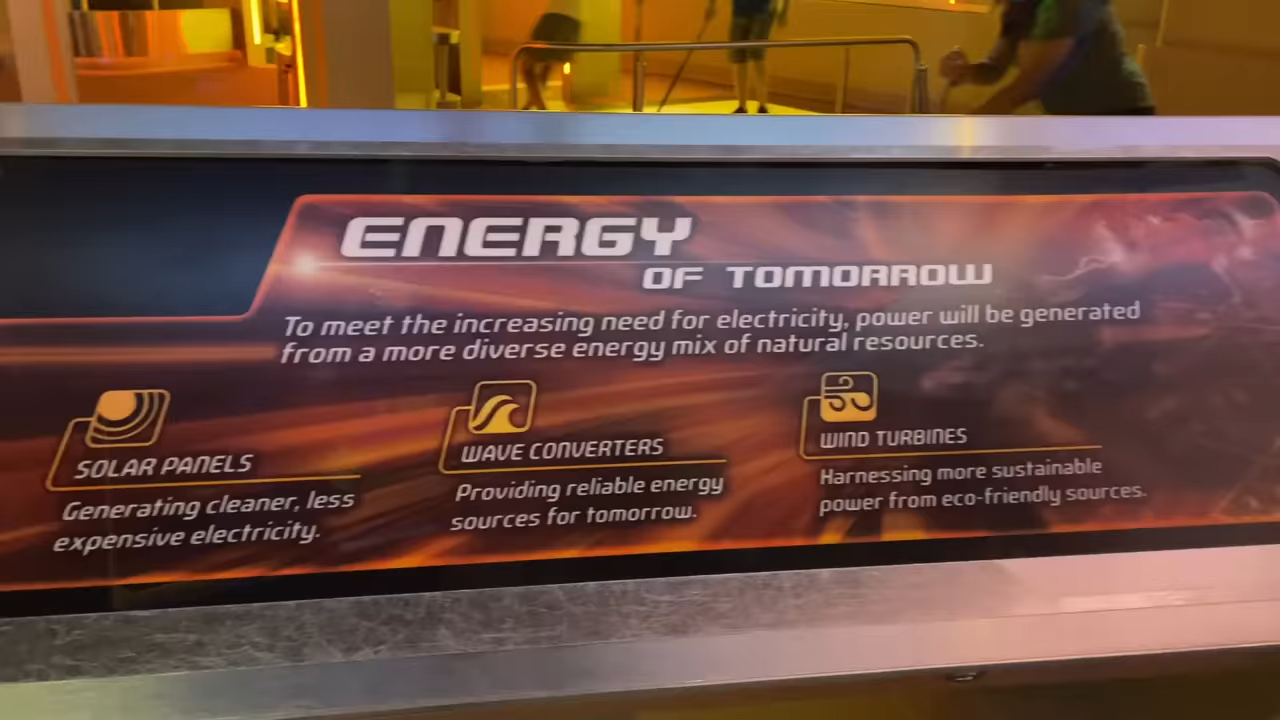 ENERGY
OF TOMORROW
To meet the increasing need for electricity, power will be generated
from a more diverse energy mix of natural resources.
SOLAR PANELS
Generating cleaner, less
expensive electricity.
WAVE CONVERTERS
Providing reliable energy
sources for tomorrow.
WIND TURBINES
Harnessing more sustainable
power from eco-friendly sources.